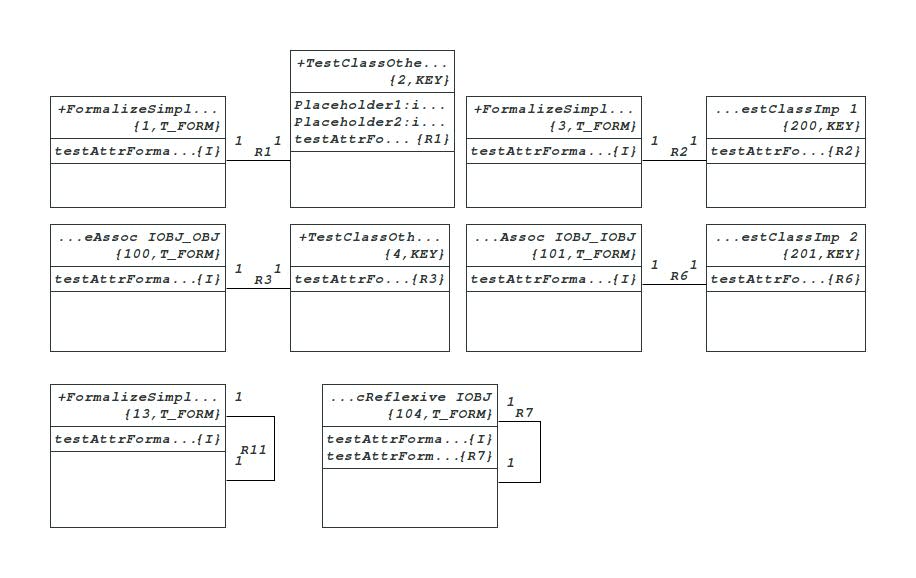 +TestClassOthe...
{2,KEY}
Placeholder1:i...
Placeholder2:i...
testAttrFo... {R1}
+FormalizeSimpl...
{1,T_FORM}
testAttrForma...{I}
1 1
R1
+FormalizeSimpl...
{3,T_FORM}
testAttrForma...{I}
1 1
R2
...estClassImp 1
{200,KEY}
testAttrFo...{R2}
...eAssoc IOBJ_OBJ
{100,T_FORM}
testAttrForma...{I}
1 1
R3
+TestClassOth...
{4,KEY}
testAttrFo...{R3}
...Assoc IOBJ_IOBJ
{101,T_FORM}
testAttrForma...{I}
1 1
R6
...estClassImp 2
{201,KEY}
testAttrFo...{R6}
+FormalizeSimpl...
{13,T_FORM}
testAttrForma...{I}
1
R11
1
...cReflexive IOBJ
{104,T_FORM}
testAttrForma...{I}
testAttrForm...{R7}
1
R7
1